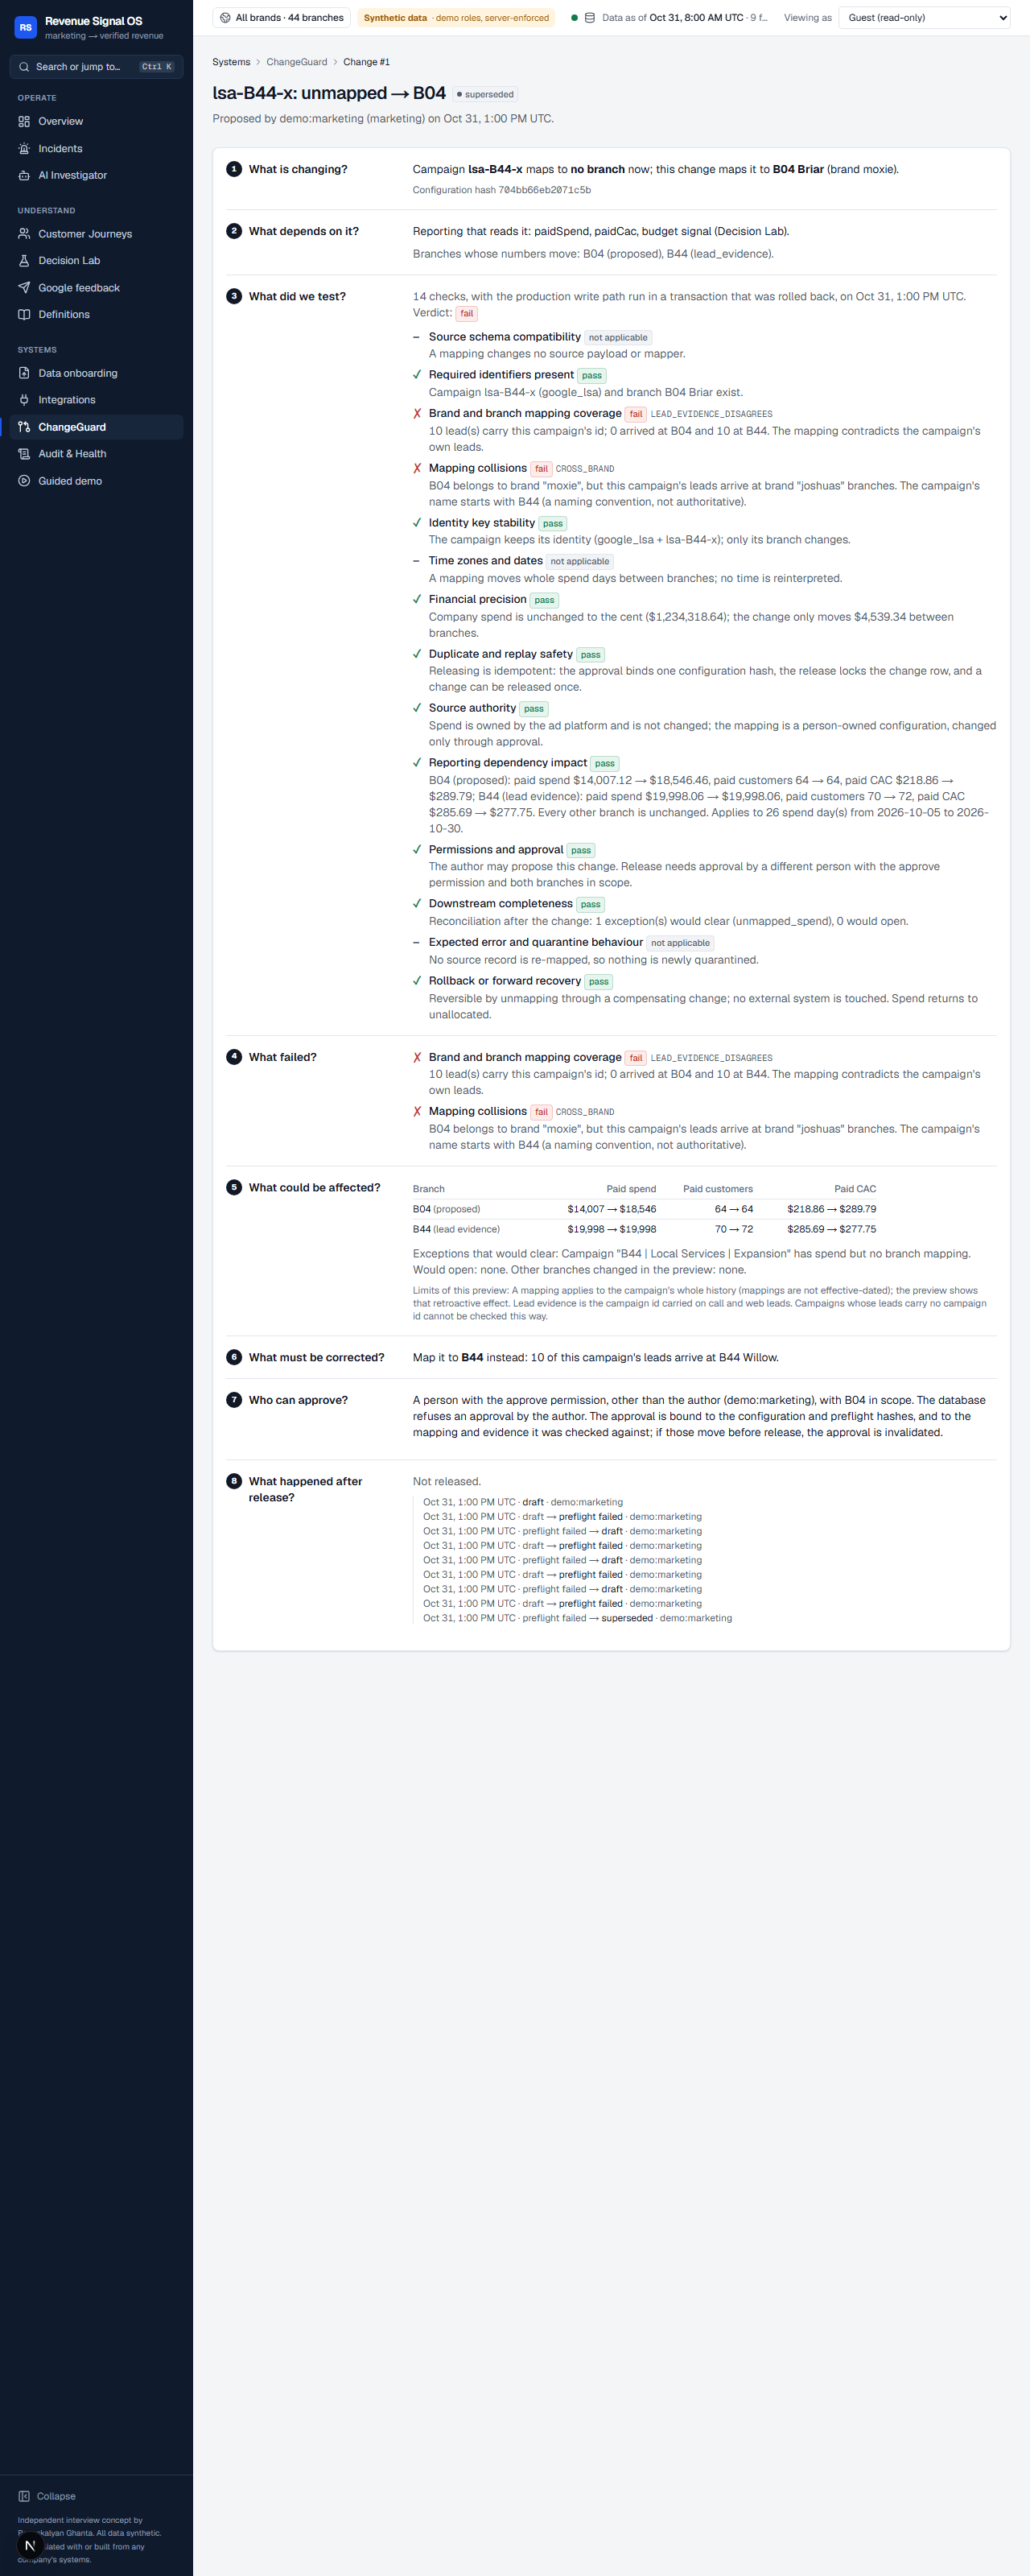 RS
Revenue Signal OS
marketing → verified revenue
Search or jump to... Ctrl K
OPERATE
Overview
Incidents
AI Investigator
UNDERSTAND
Customer Journeys
Decision Lab
Google feedback
Definitions
SYSTEMS
Data onboarding
Integrations
ChangeGuard
Audit & Health
Guided demo
All brands · 44 branches
Synthetic data · demo roles, server-enforced
Data as of Oct 31, 8:00 AM UTC · 9 f...
Viewing as
Guest (read-only)
Systems > ChangeGuard > Change #1
lsa-B44-x: unmapped → B04 superseded
Proposed by demo:marketing (marketing) on Oct 31, 1:00 PM UTC.
1 What is changing?
Campaign lsa-B44-x maps to no branch now; this change maps it to B04 Briar (brand moxie).
Configuration hash 704bb66eb2071c5b
2 What depends on it?
Reporting that reads it: paidSpend, paidCac, budget signal (Decision Lab).
Branches whose numbers move: B04 (proposed), B44 (lead_evidence).
3 What did we test?
14 checks, with the production write path run in a transaction that was rolled back, on Oct 31, 1:00 PM UTC.
Verdict: fail
– Source schema compatibility not applicable
A mapping changes no source payload or mapper.
✓ Required identifiers present pass
Campaign lsa-B44-x (google_lsa) and branch B04 Briar exist.
✗ Brand and branch mapping coverage fail LEAD_EVIDENCE_DISAGREES
10 lead(s) carry this campaign's id; 0 arrived at B04 and 10 at B44. The mapping contradicts the campaign's
own leads.
✗ Mapping collisions fail CROSS_BRAND
B04 belongs to brand "moxie", but this campaign's leads arrive at brand "joshuas" branches. The campaign's
name starts with B44 (a naming convention, not authoritative).
✓ Identity key stability pass
The campaign keeps its identity (google_lsa + lsa-B44-x); only its branch changes.
– Time zones and dates not applicable
A mapping moves whole spend days between branches; no time is reinterpreted.
✓ Financial precision pass
Company spend is unchanged to the cent ($1,234,318.64); the change only moves $4,539.34 between
branches.
✓ Duplicate and replay safety pass
Releasing is idempotent: the approval binds one configuration hash, the release locks the change row, and a
change can be released once.
✓ Source authority pass
Spend is owned by the ad platform and is not changed; the mapping is a person-owned configuration, changed
only through approval.
✓ Reporting dependency impact pass
B04 (proposed): paid spend $14,007.12 → $18,546.46, paid customers 64 → 64, paid CAC $218.86 →
$289.79; B44 (lead evidence): paid spend $19,998.06 → $19,998.06, paid customers 70 → 72, paid CAC
$285.69 → $277.75. Every other branch is unchanged. Applies to 26 spend day(s) from 2026-10-05 to 2026-
10-30.
✓ Permissions and approval pass
The author may propose this change. Release needs approval by a different person with the approve
permission and both branches in scope.
✓ Downstream completeness pass
Reconciliation after the change: 1 exception(s) would clear (unmapped_spend), 0 would open.
– Expected error and quarantine behaviour not applicable
No source record is re-mapped, so nothing is newly quarantined.
✓ Rollback or forward recovery pass
Reversible by unmapping through a compensating change; no external system is touched. Spend returns to
unallocated.
4 What failed?
✗ Brand and branch mapping coverage fail LEAD_EVIDENCE_DISAGREES
10 lead(s) carry this campaign's id; 0 arrived at B04 and 10 at B44. The mapping contradicts the campaign's
own leads.
✗ Mapping collisions fail CROSS_BRAND
B04 belongs to brand "moxie", but this campaign's leads arrive at brand "joshuas" branches. The campaign's
name starts with B44 (a naming convention, not authoritative).
5 What could be affected?
Branch Paid spend Paid customers Paid CAC
B04 (proposed) $14,007 → $18,546 64 → 64 $218.86 → $289.79
B44 (lead evidence) $19,998 → $19,998 70 → 72 $285.69 → $277.75
Exceptions that would clear: Campaign "B44 | Local Services | Expansion" has spend but no branch mapping.
Would open: none. Other branches changed in the preview: none.
Limits of this preview: A mapping applies to the campaign's whole history (mappings are not effective-dated); the preview shows
that retroactive effect. Lead evidence is the campaign id carried on call and web leads. Campaigns whose leads carry no campaign
id cannot be checked this way.
6 What must be corrected?
Map it to B44 instead: 10 of this campaign's leads arrive at B44 Willow.
7 Who can approve?
A person with the approve permission, other than the author (demo:marketing), with B04 in scope. The database
refuses an approval by the author. The approval is bound to the configuration and preflight hashes, and to the
mapping and evidence it was checked against; if those move before release, the approval is invalidated.
8 What happened after
release?
Not released.
Oct 31, 1:00 PM UTC · draft · demo:marketing
Oct 31, 1:00 PM UTC · draft → preflight failed · demo:marketing
Oct 31, 1:00 PM UTC · preflight failed → draft · demo:marketing
Oct 31, 1:00 PM UTC · draft → preflight failed · demo:marketing
Oct 31, 1:00 PM UTC · preflight failed → draft · demo:marketing
Oct 31, 1:00 PM UTC · draft → preflight failed · demo:marketing
Oct 31, 1:00 PM UTC · preflight failed → draft · demo:marketing
Oct 31, 1:00 PM UTC · draft → preflight failed · demo:marketing
Oct 31, 1:00 PM UTC · preflight failed → superseded · demo:marketing
Collapse
Independent interview concept by
Ghanta. All data synthetic.
with or built from any
company's systems.
N